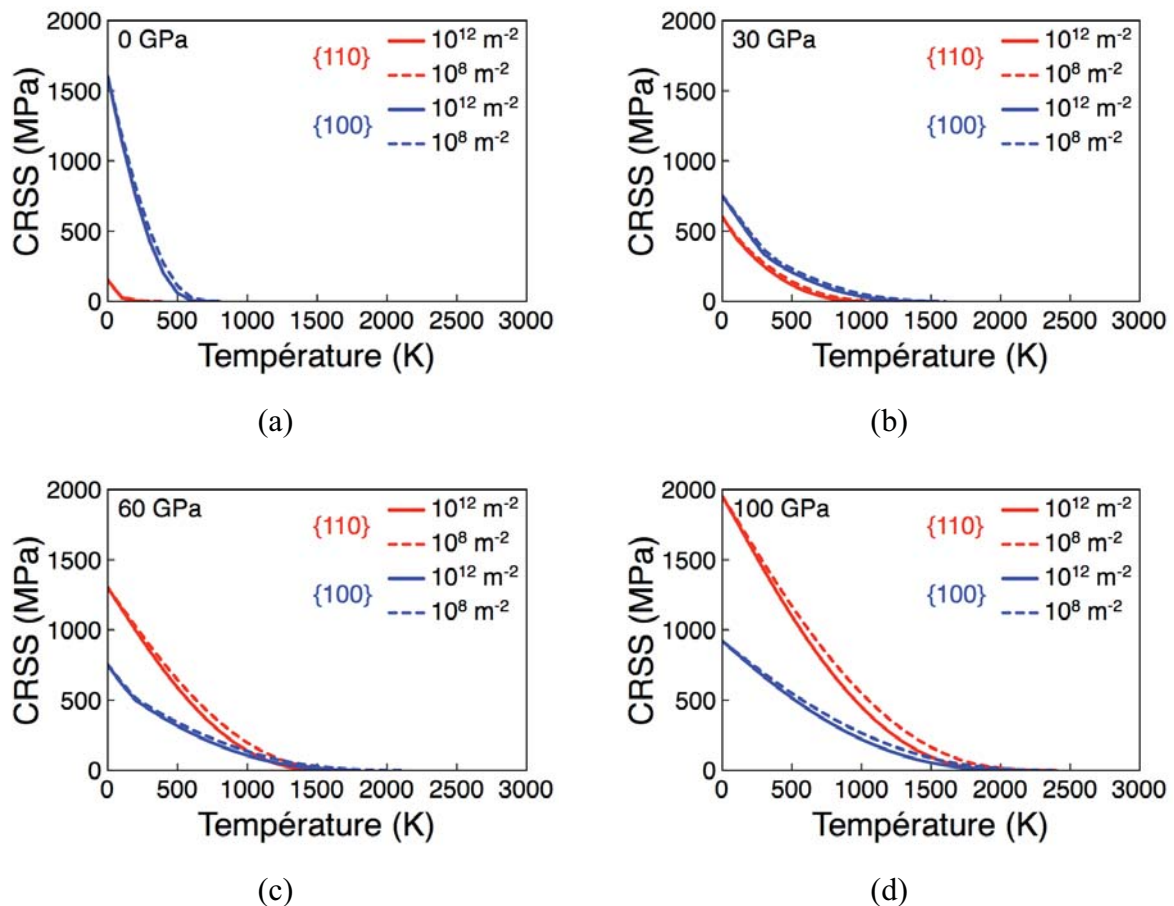 0 GPa
{110}
10¹² m⁻²
10⁸ m⁻²
{100}
10¹² m⁻²
10⁸ m⁻²
CRSS (MPa)
2000
1500
1000
500
0
0 500 1000 1500 2000 2500 3000
Température (K)
(a)
30 GPa
{110}
10¹² m⁻²
10⁸ m⁻²
{100}
10¹² m⁻²
10⁸ m⁻²
CRSS (MPa)
2000
1500
1000
500
0
0 500 1000 1500 2000 2500 3000
Température (K)
(b)
60 GPa
{110}
10¹² m⁻²
10⁸ m⁻²
{100}
10¹² m⁻²
10⁸ m⁻²
CRSS (MPa)
2000
1500
1000
500
0
0 500 1000 1500 2000 2500 3000
Température (K)
(c)
100 GPa
{110}
10¹² m⁻²
10⁸ m⁻²
{100}
10¹² m⁻²
10⁸ m⁻²
CRSS (MPa)
2000
1500
1000
500
0
0 500 1000 1500 2000 2500 3000
Température (K)
(d)